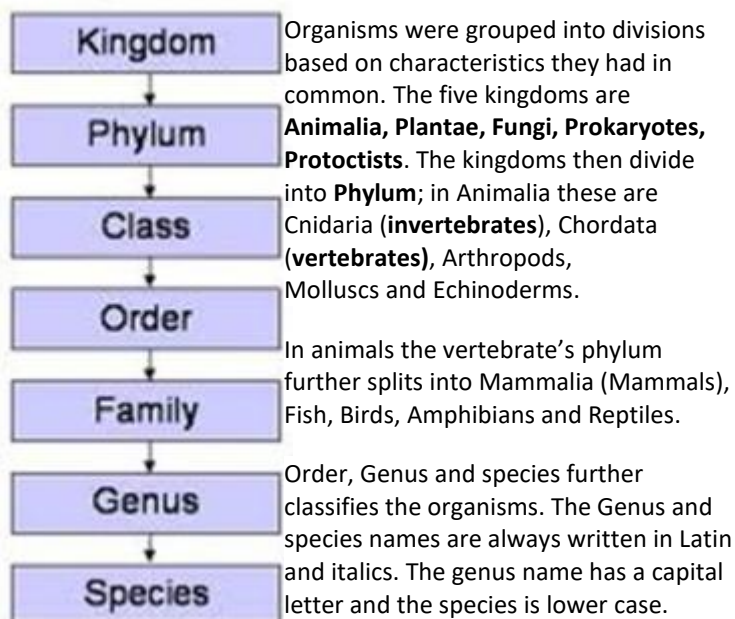 Kingdom
Phylum
Class
Order
Family
Genus
Species
Organisms were grouped into divisions
based on characteristics they had in
common. The five kingdoms are
Animalia, Plantae, Fungi, Prokaryotes,
Protoctists. The kingdoms then divide
into Phylum; in Animalia these are
Cnidaria (invertebrates), Chordata
(vertebrates), Arthropods,
Molluscs and Echinoderms.
In animals the vertebrate’s phylum
further splits into Mammalia (Mammals),
Fish, Birds, Amphibians and Reptiles.
Order, Genus and species further
classifies the organisms. The Genus and
species names are always written in Latin
and italics. The genus name has a capital
letter and the species is lower case.